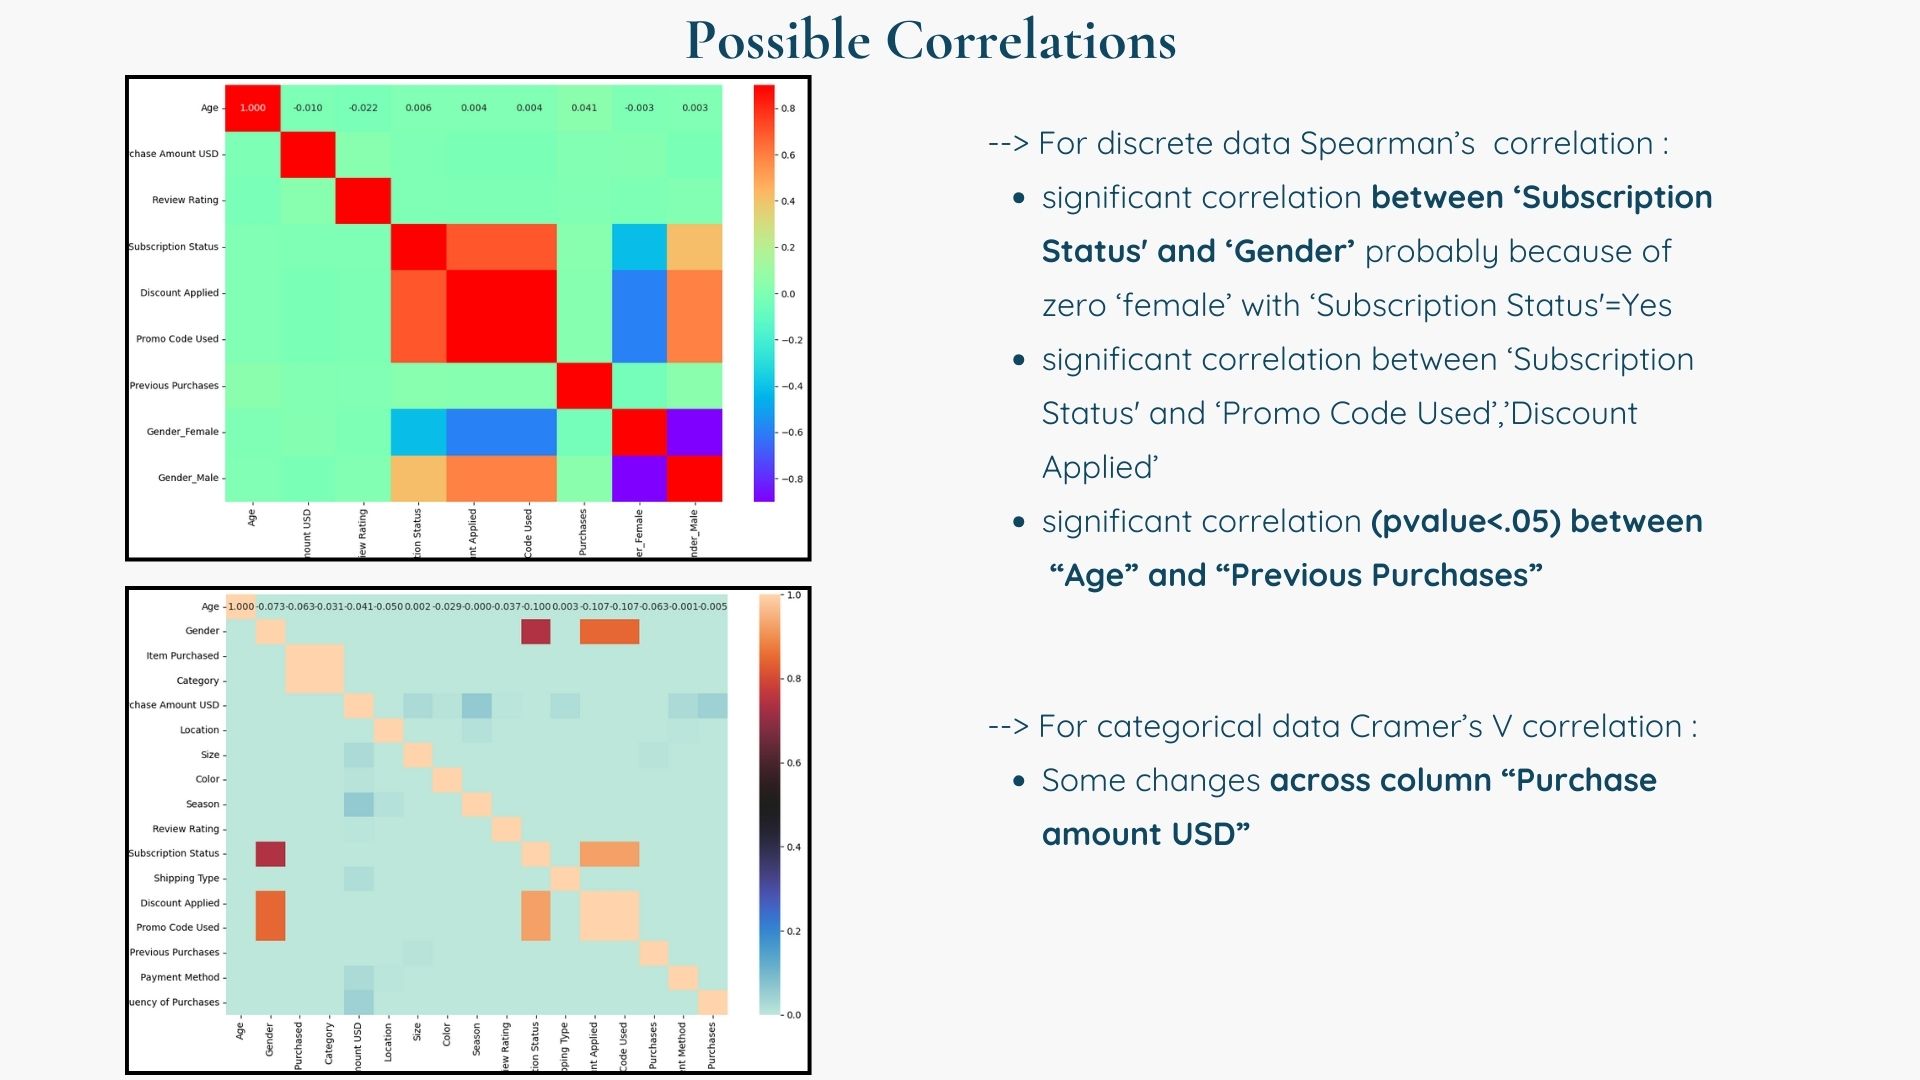 Possible Correlations
Age 1.000 -0.010 -0.022 0.006 0.004 0.004 0.041 -0.003 0.003
chase Amount USD
Review Rating
Subscription Status
Discount Applied
Promo Code Used
Previous Purchases
Gender_Female
Gender_Male
Age
nount USD
iew Rating
tion Status
nt Applied
Code Used
Purchases
er_Female
nder_Male
0.8
0.6
0.4
0.2
0.0
−0.2
−0.4
−0.6
−0.8
Age 1.000 -0.073 -0.063 -0.031 -0.041 -0.050 0.002 -0.029 -0.000 -0.037 -0.100 0.003 -0.107 -0.107 -0.063 -0.001 -0.005
Gender
Item Purchased
Category
chase Amount USD
Location
Size
Color
Season
Review Rating
Subscription Status
Shipping Type
Discount Applied
Promo Code Used
Previous Purchases
Payment Method
uency of Purchases
Age
Gender
Purchased
Category
nount USD
Location
Size
Color
Season
iew Rating
tion Status
pping Type
nt Applied
Code Used
Purchases
nt Method
Purchases
1.0
0.8
0.6
0.4
0.2
0.0
--> For discrete data Spearman’s  correlation :
• significant correlation between ‘Subscription
Status' and ‘Gender’ probably because of
zero ‘female’ with ‘Subscription Status'=Yes
• significant correlation between ‘Subscription
Status' and ‘Promo Code Used’,’Discount
Applied’
• significant correlation (pvalue<.05) between
“Age” and “Previous Purchases”
--> For categorical data Cramer’s V correlation :
• Some changes across column “Purchase
amount USD”